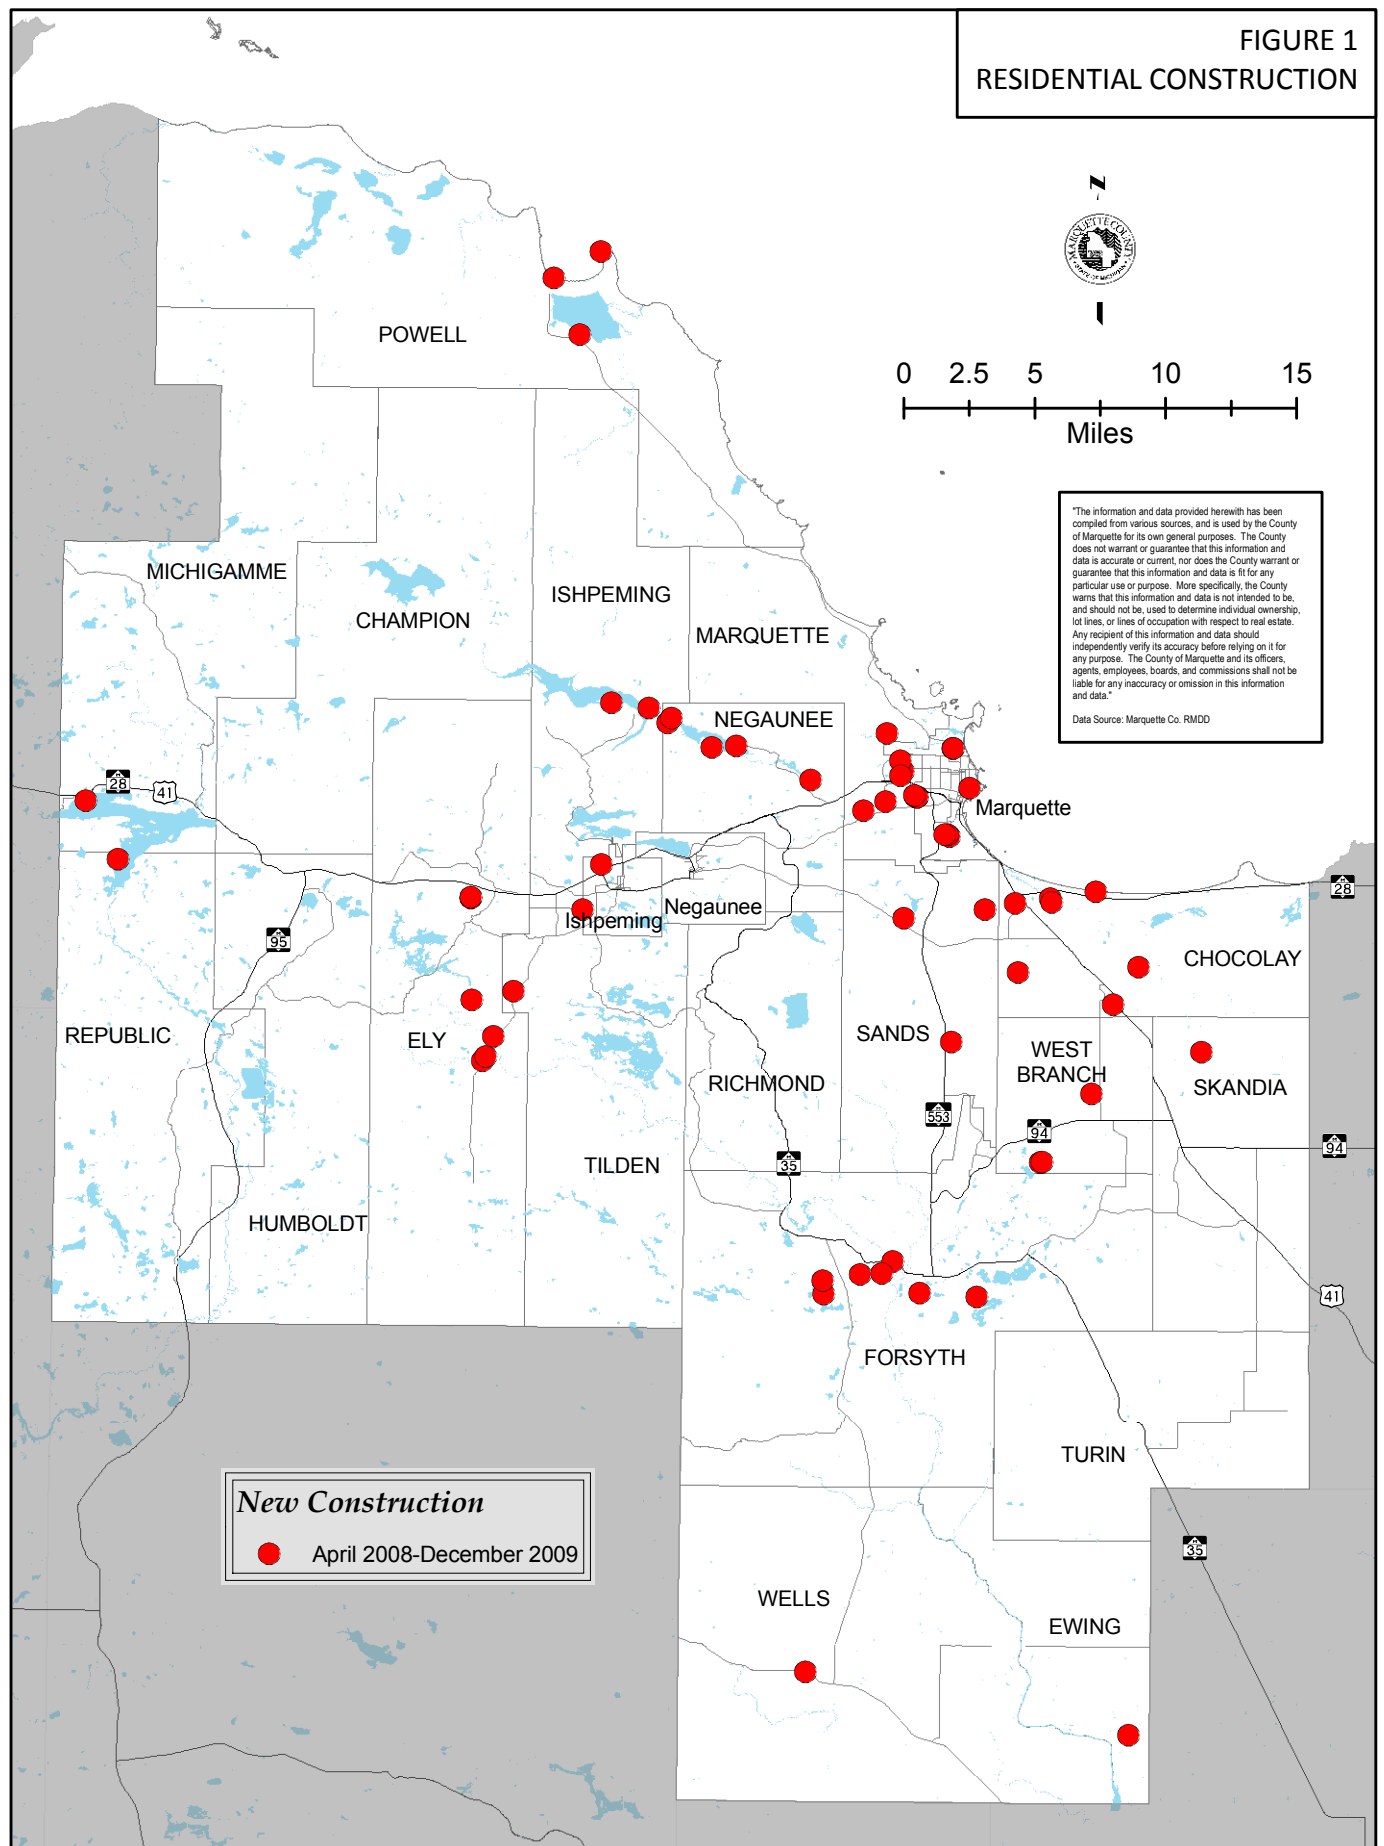 FIGURE 1
RESIDENTIAL CONSTRUCTION
N
MARQUETTE COUNTY
STATE OF MICHIGAN
POWELL
0 2.5 5 10 15
Miles
"The information and data provided herewith has been
compiled from various sources, and is used by the County
of Marquette for its own general purposes. The County
does not warrant or guarantee that this information and
data is accurate or current, nor does the County warrant or
guarantee that this information and data is fit for any
particular use or purpose. More specifically, the County
warns that this information and data is not intended to be,
and should not be, used to determine individual ownership,
lot lines, or lines of occupation with respect to real estate.
Any recipient of this information and data should
independently verify its accuracy before relying on it for
any purpose. The County of Marquette and its officers,
agents, employees, boards, and commissions shall not be
liable for any inaccuracy or omission in this information
and data."
Data Source: Marquette Co. RMDD
MICHIGAMME
ISHPEMING
CHAMPION
MARQUETTE
NEGAUNEE
M
28
41
Marquette
M
28
Negaunee
Ishpeming
M
95
CHOCOLAY
REPUBLIC
ELY
SANDS
WEST
BRANCH
RICHMOND
SKANDIA
M
553
M
94
M
94
TILDEN
M
35
HUMBOLDT
41
FORSYTH
TURIN
New Construction
April 2008-December 2009
M
35
WELLS
EWING